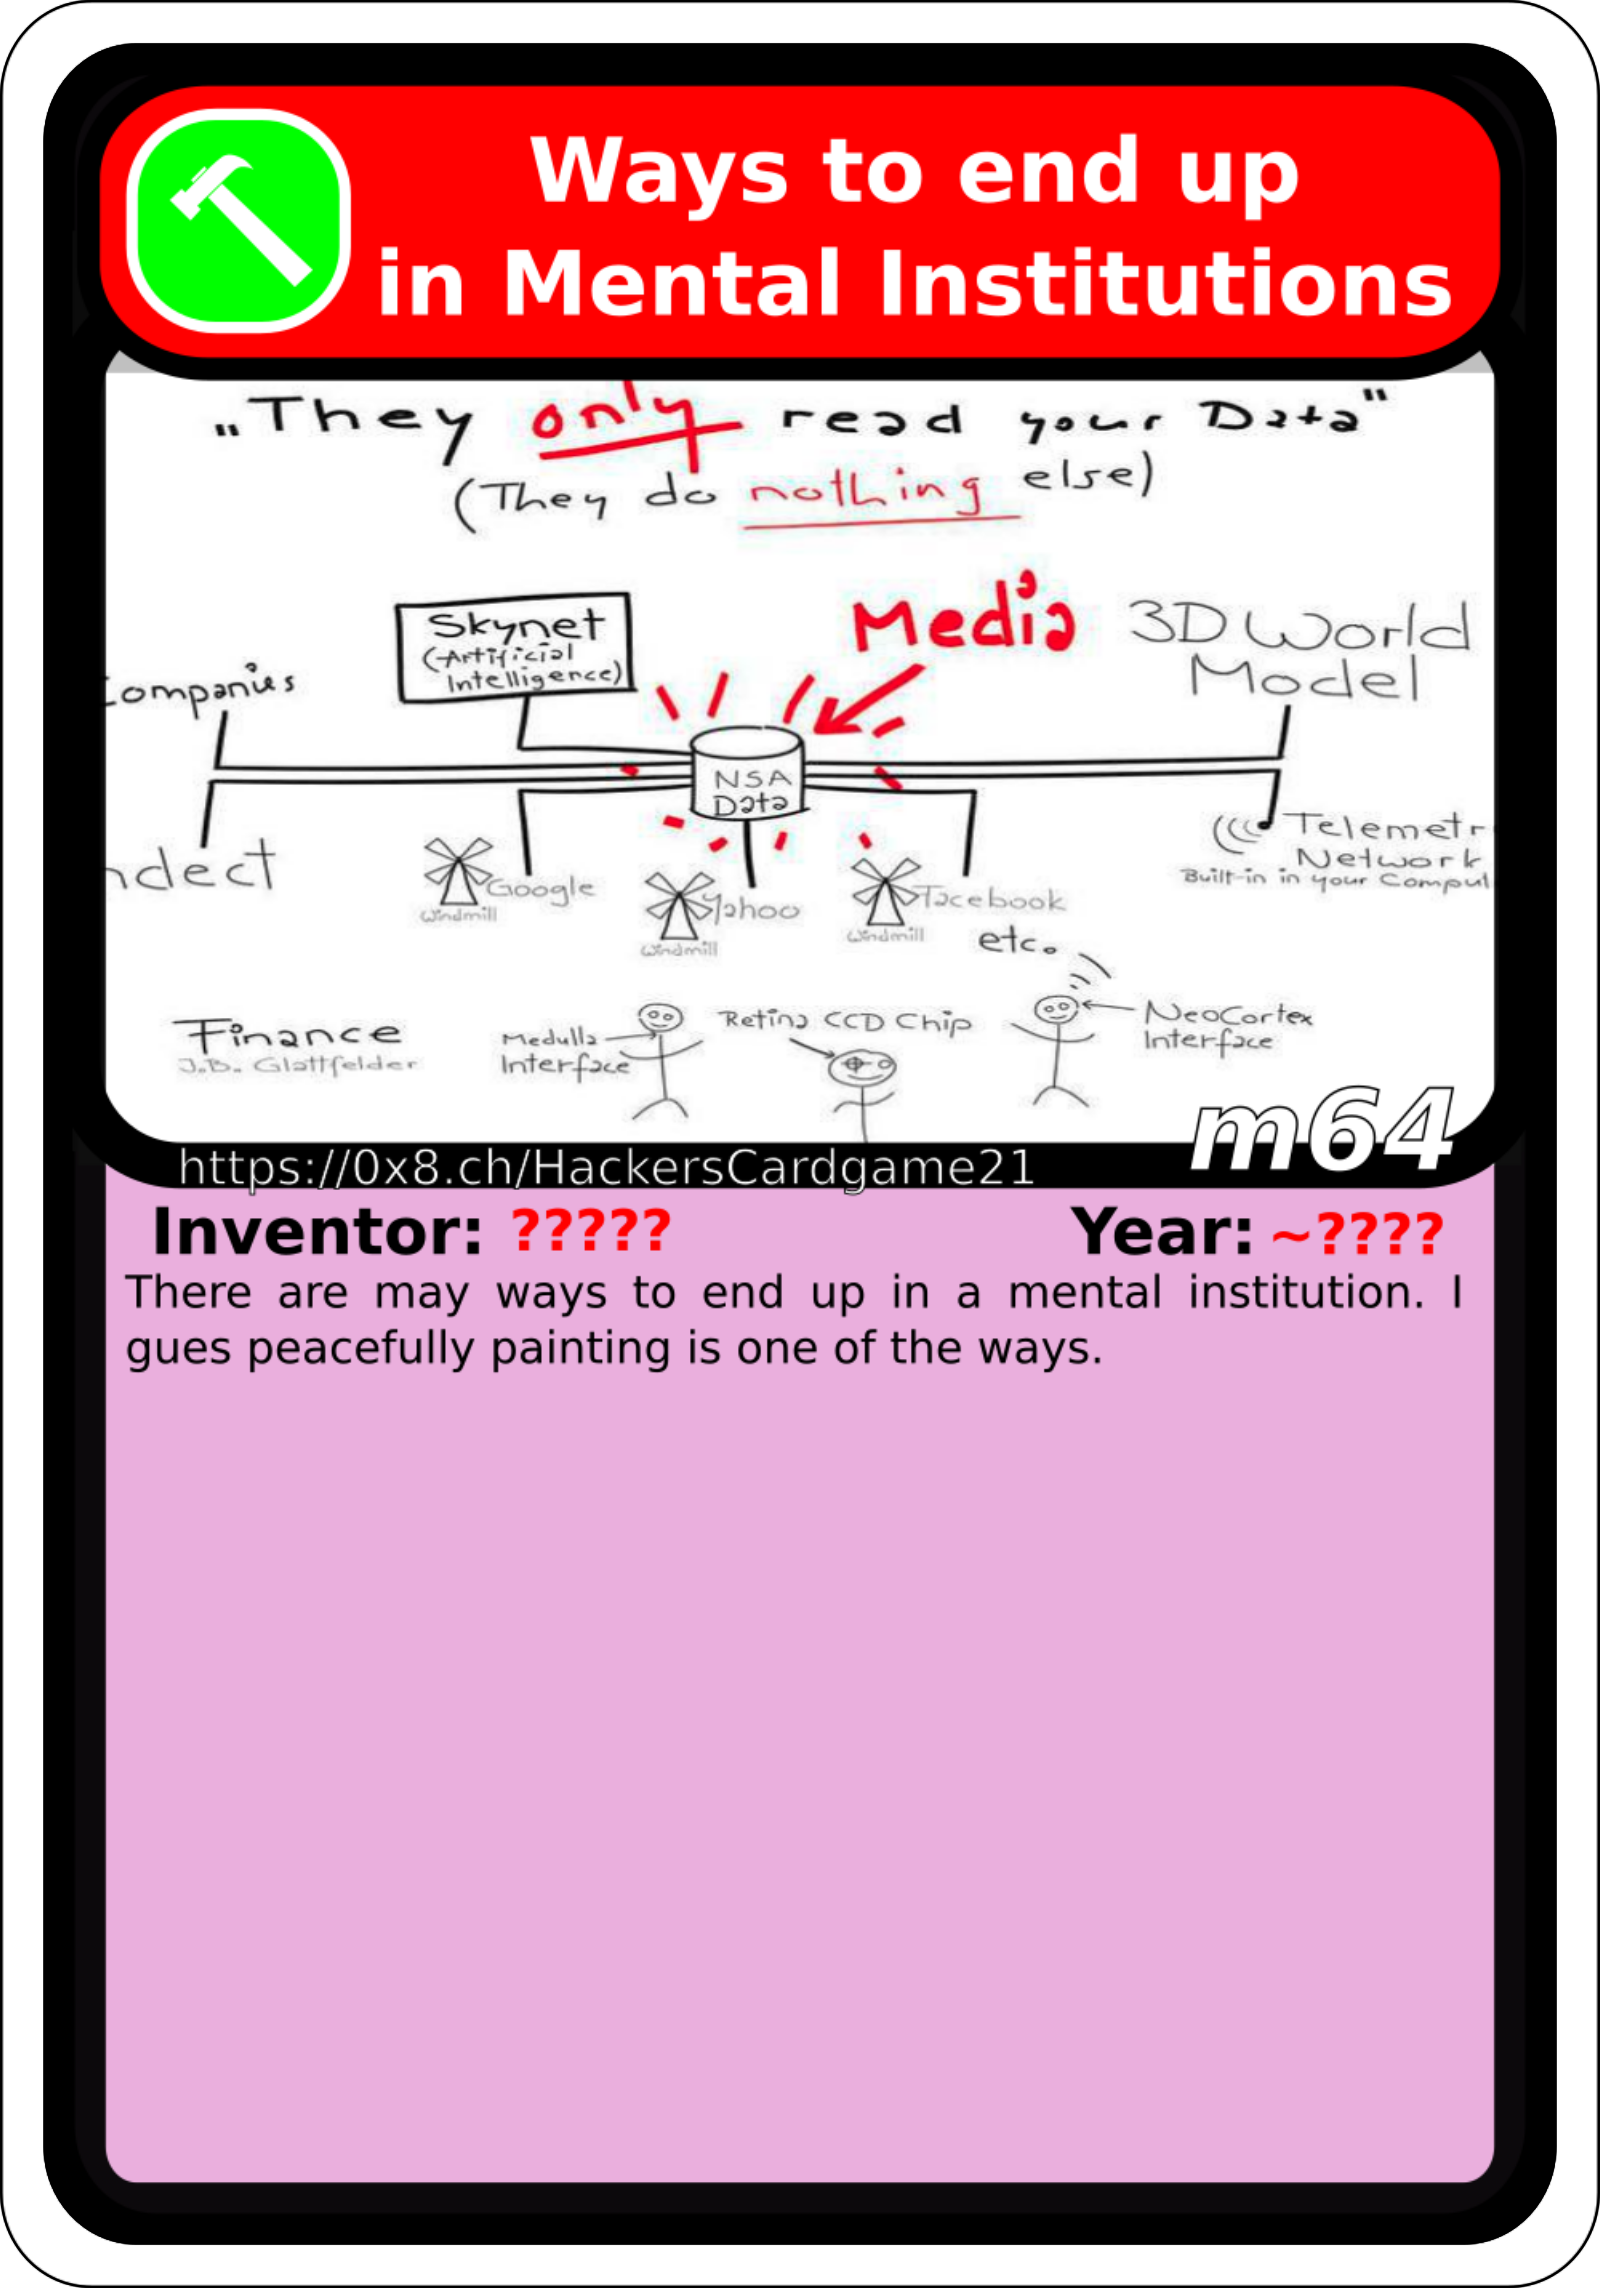 Ways to end up
in Mental Institutions
„They only read your Data"
(They do nothing else)
Media
3D World
Model
Skynet
(Artificial
Intelligence)
ompanies
NSA
Data
ndect
Google
Windmill
Yahoo
Windmill
Facebook
Windmill
etc.
Telemetr
Network
Built-in in your Comput
Finance
J.B. Glattfelder
Medulla
Interface
Retina CCD Chip
NeoCortex
Interface
m64
https://0x8.ch/HackersCardgame21
Inventor: ?????
Year: ~????
There are may ways to end up in a mental institution. I
gues peacefully painting is one of the ways.